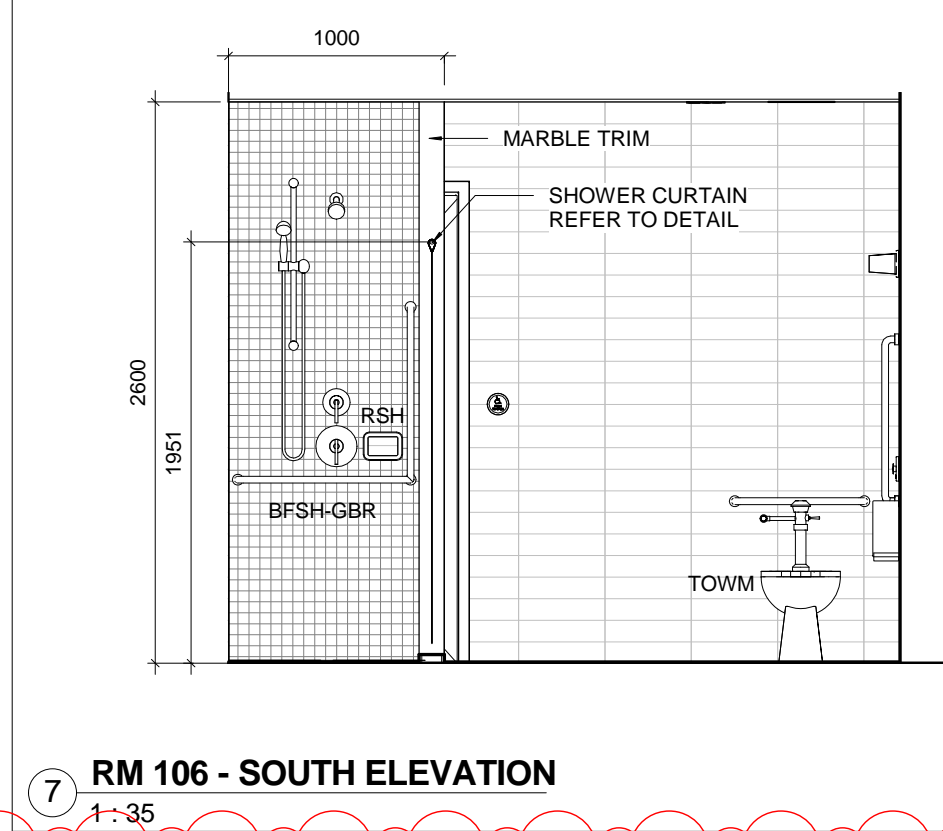 1000
MARBLE TRIM
SHOWER CURTAIN
REFER TO DETAIL
2600
1951
RSH
BFSH-GBR
TOWM
7 RM 106 - SOUTH ELEVATION
1 : 35